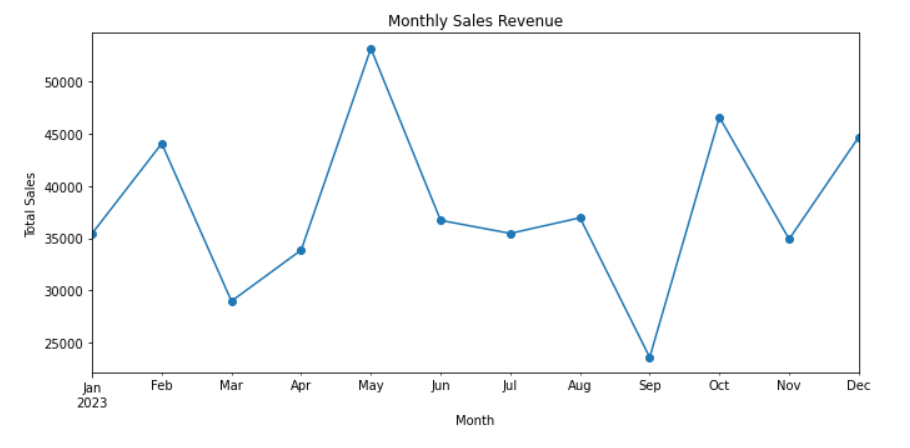 Monthly Sales Revenue
Total Sales
50000
45000
40000
35000
30000
25000
Jan Feb Mar Apr May Jun Jul Aug Sep Oct Nov Dec
2023
Month